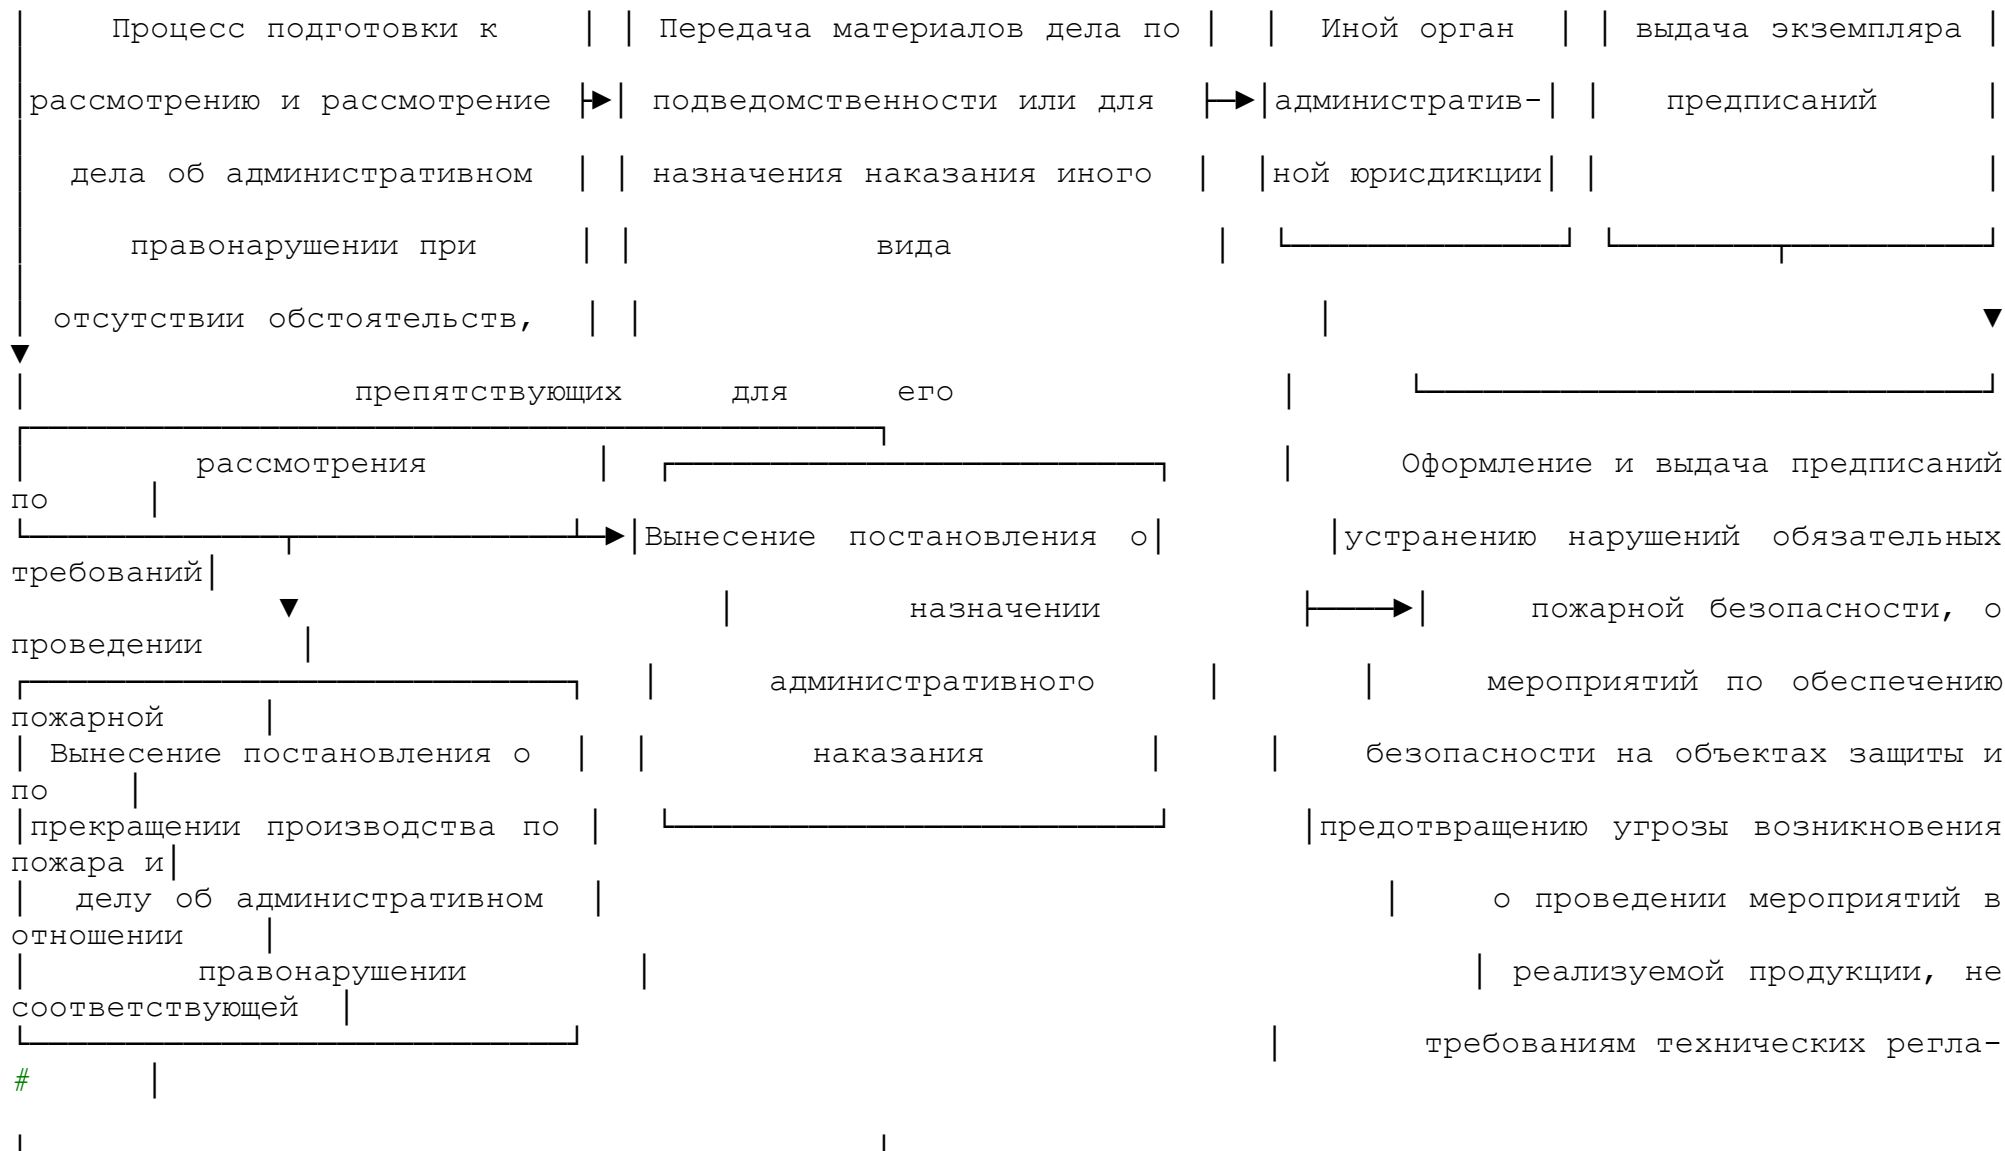 Процесс подготовки к Передача материалов дела по Иной орган выдача экземпляра
рассмотрению и рассмотрение подведомственности или для административ- предписаний
дела об административном назначения наказания иного ной юрисдикции
правонарушении при вида
отсутствии обстоятельств,
препятствующих для его
рассмотрения Оформление и выдача предписаний
по
Вынесение постановления о устранению нарушений обязательных
требований
назначении пожарной безопасности, о
проведении
административного мероприятий по обеспечению
пожарной
Вынесение постановления о наказания безопасности на объектах защиты и
по
прекращении производства по предотвращению угрозы возникновения
пожара и
делу об административном о проведении мероприятий в
отношении
правонарушении реализуемой продукции, не
соответствующей
требованиям технических регла-
#